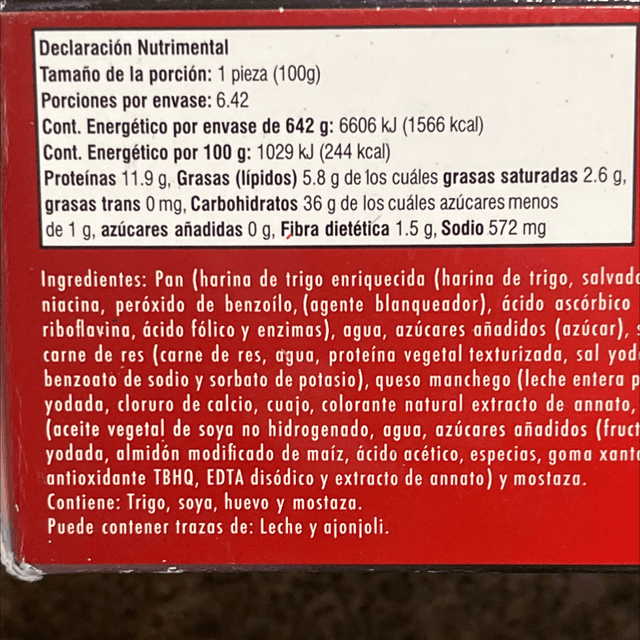 Declaración Nutrimental
Tamaño de la porción: 1 pieza (100g)
Porciones por envase: 6.42
Cont. Energético por envase de 642 g: 6606 kJ (1566 kcal)
Cont. Energético por 100 g: 1029 kJ (244 kcal)
Proteínas 11.9 g, Grasas (lípidos) 5.8 g de los cuáles grasas saturadas 2.6 g,
grasas trans 0 mg, Carbohidratos 36 g de los cuáles azúcares menos
de 1 g, azúcares añadidas 0 g, Fibra dietética 1.5 g, Sodio 572 mg
Ingredientes: Pan (harina de trigo enriquecida (harina de trigo, salvado
niacina, peróxido de benzoílo, (agente blanqueador), ácido ascórbico
riboflavina, ácido fólico y enzimas), agua, azúcares añadidos (azúcar),
carne de res (carne de res, agua, proteína vegetal texturizada, sal
benzoato de sodio y sorbato de potasio), queso manchego (leche entera
yodada, cloruro de calcio, cuajo, colorante natural extracto de annato,
(aceite vegetal de soya no hidrogenado, agua, azúcares añadidos
yodada, almidón modificado de maíz, ácido acético, especias, goma
antioxidante TBHQ, EDTA disódico y extracto de annato) y mostaza.
Contiene: Trigo, soya, huevo y mostaza.
Puede contener trazas de: Leche y ajonjoli.